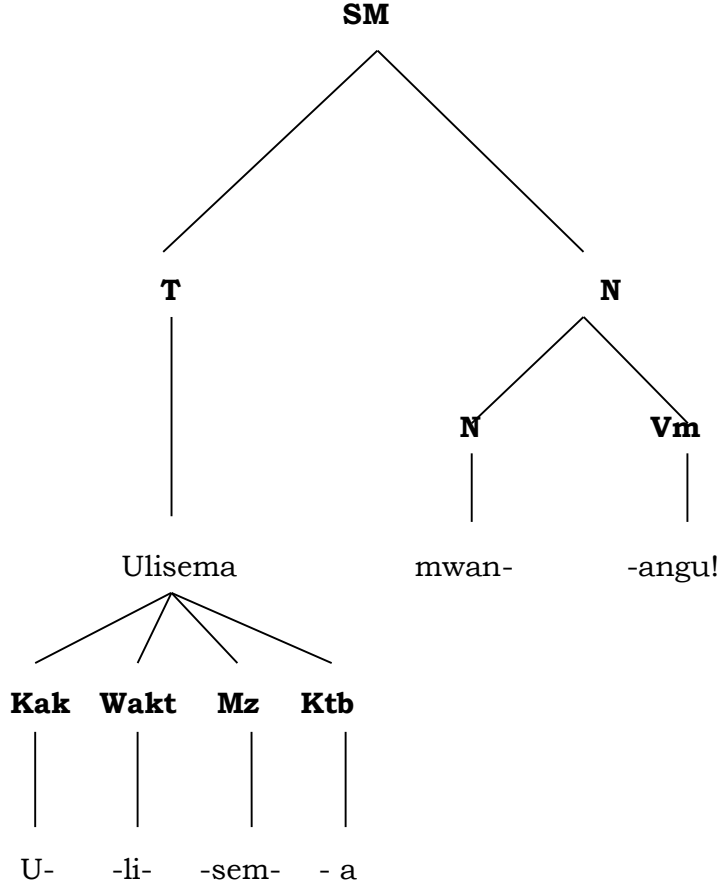 SM
T N
N Vm
Ulisema mwan- -angu!
Kak Wakt Mz Ktb
U- -li- -sem- - a